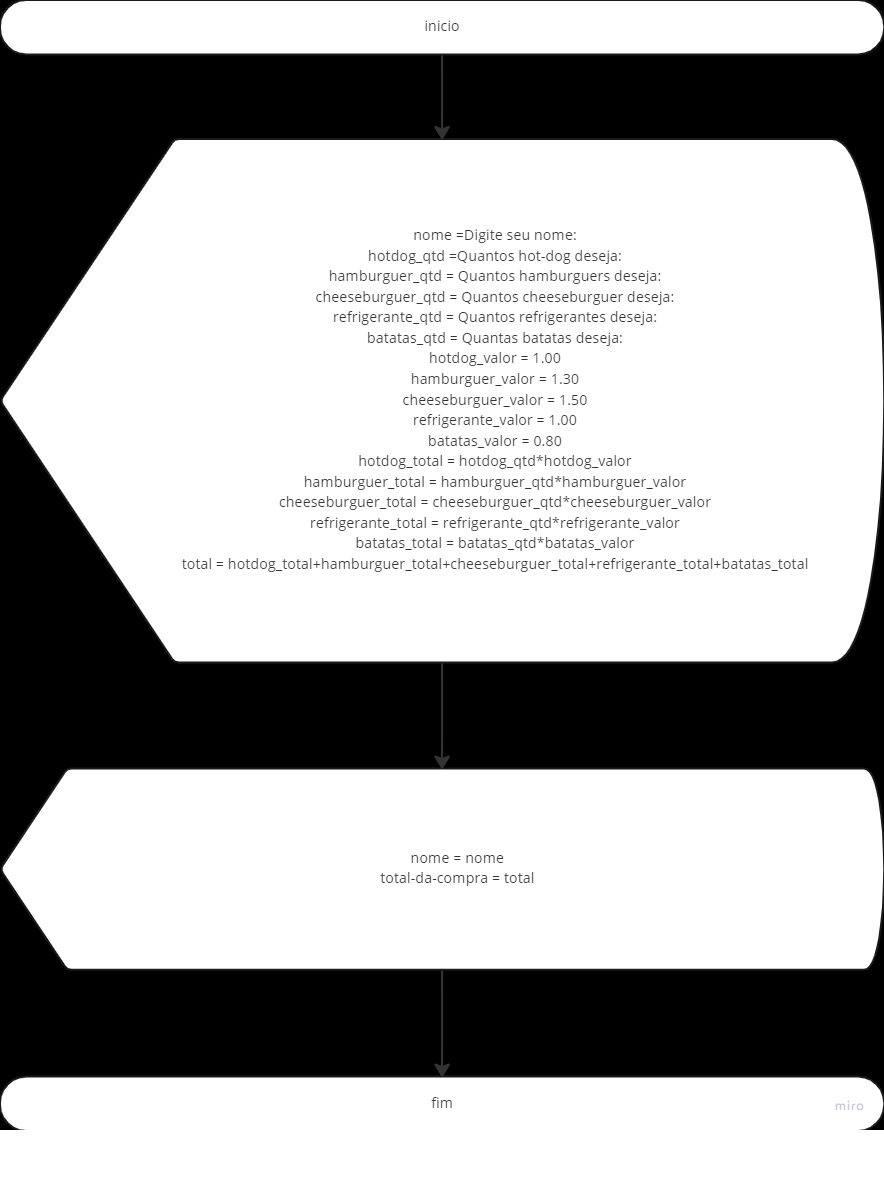 inicio
nome =Digite seu nome:
hotdog_qtd =Quantos hot-dog deseja:
hamburguer_qtd = Quantos hamburguers deseja:
cheeseburguer_qtd = Quantos cheeseburguer deseja:
refrigerante_qtd = Quantos refrigerantes deseja:
batatas_qtd = Quantas batatas deseja:
hotdog_valor = 1.00
hamburguer_valor = 1.30
cheeseburguer_valor = 1.50
refrigerante_valor = 1.00
batatas_valor = 0.80
hotdog_total = hotdog_qtd*hotdog_valor
hamburguer_total = hamburguer_qtd*hamburguer_valor
cheeseburguer_total = cheeseburguer_qtd*cheeseburguer_valor
refrigerante_total = refrigerante_qtd*refrigerante_valor
batatas_total = batatas_qtd*batatas_valor
total = hotdog_total+hamburguer_total+cheeseburguer_total+refrigerante_total+batatas_total
nome = nome
total-da-compra = total
fim
miro